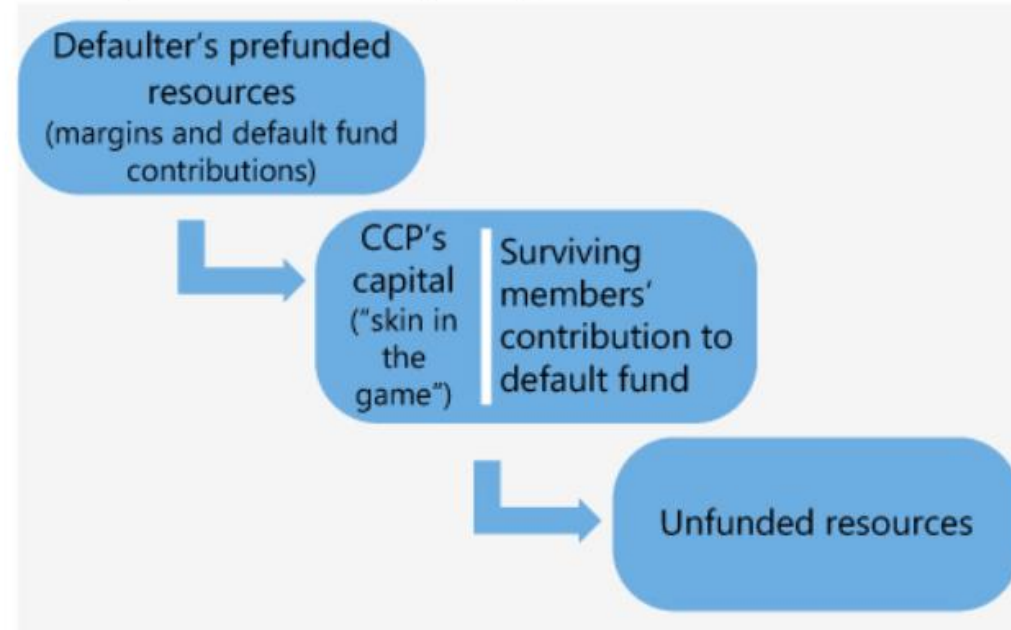 Defaulter’s prefunded
resources
(margins and default fund
contributions)
CCP’s
capital
(“skin in
the
game”)
Surviving
members’
contribution to
default fund
Unfunded resources